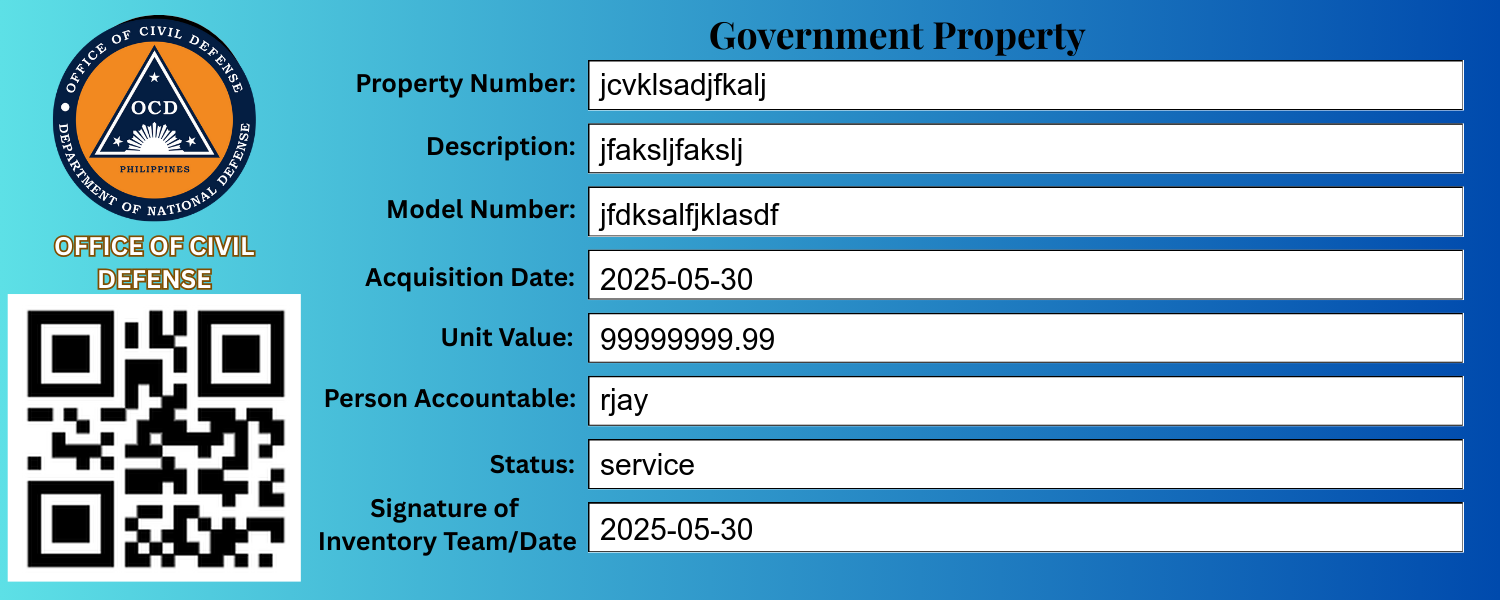 OFFICE OF CIVIL DEFENSE
DEPARTMENT OF NATIONAL DEFENSE
OCD
PHILIPPINES
OFFICE OF CIVIL
DEFENSE
Government Property
Property Number: jcvklsadjfkalj
Description: jfaksljfakslj
Model Number: jfdksalfjklasdf
Acquisition Date: 2025-05-30
Unit Value: 99999999.99
Person Accountable: rjay
Status: service
Signature of
Inventory Team/Date 2025-05-30